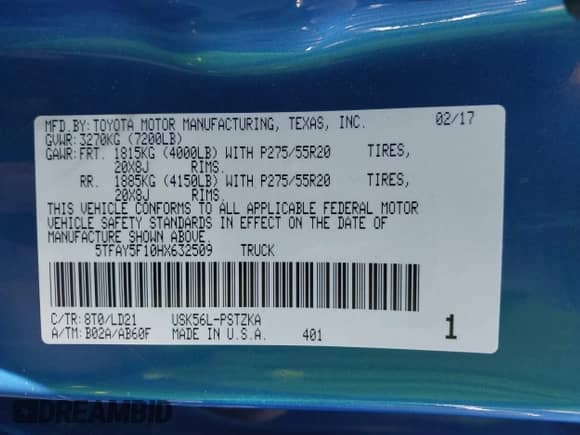 MFD.BY:TOYOTA MOTOR MANUFACTURING, TEXAS, INC. 02/17
GVWR:3270KG (7200LB)
GAWR:FRT. 1815KG (4000LB) WITH P275/55R20 TIRES,
20X8J RIMS.
RR. 1885KG (4150LB) WITH P275/55R20 TIRES,
20X8J RIMS.
THIS VEHICLE CONFORMS TO ALL APPLICABLE FEDERAL MOTOR
VEHICLE SAFETY STANDARDS IN EFFECT ON THE DATE OF
MANUFACTURE SHOWN ABOVE.
5TFAY5F10HX632509 TRUCK
C/TR:8T0/LD21 USK56L-PSTZKA
A/TM:B02A/AB60F MADE IN U.S.A. 401 1
DREAMBID